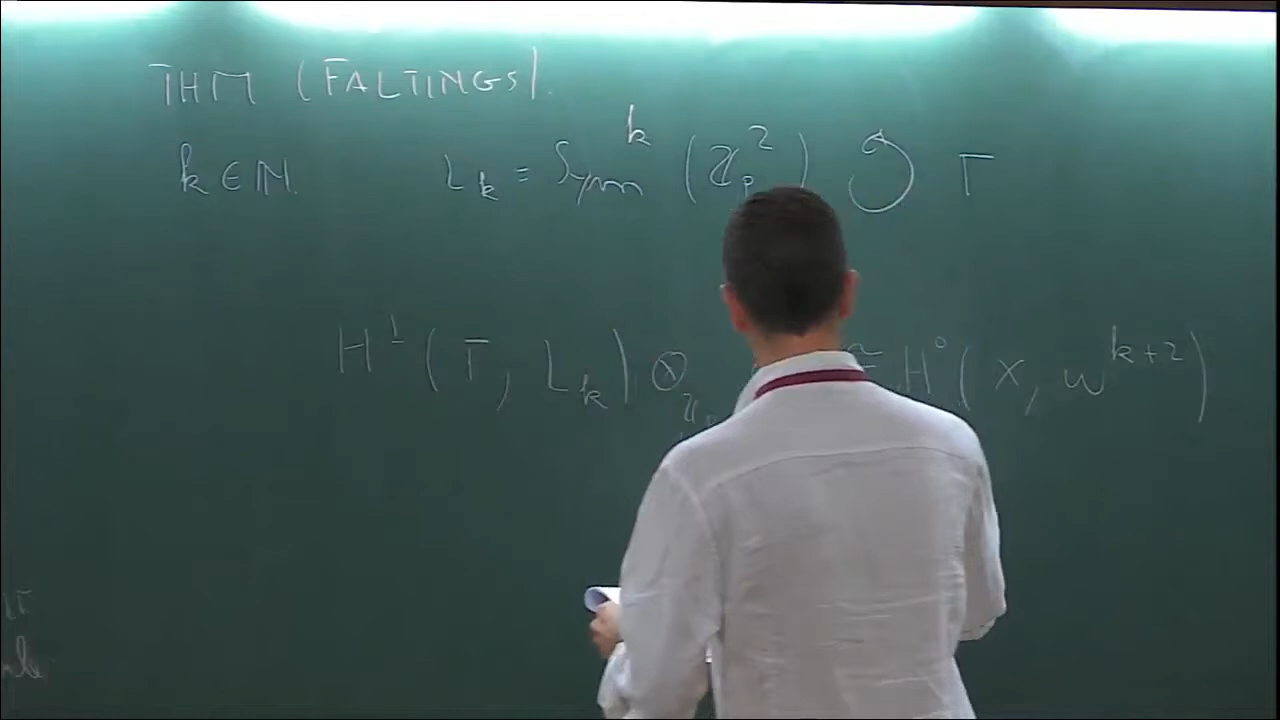 THM (FALTINGS).
k ∈ ℕ. L_k = Symm^k (ℤ_p^2) ↺ Γ
H^1 (Γ, L_k) ⊗_ℤp ≅ H^0 (X, ω^{k+2})